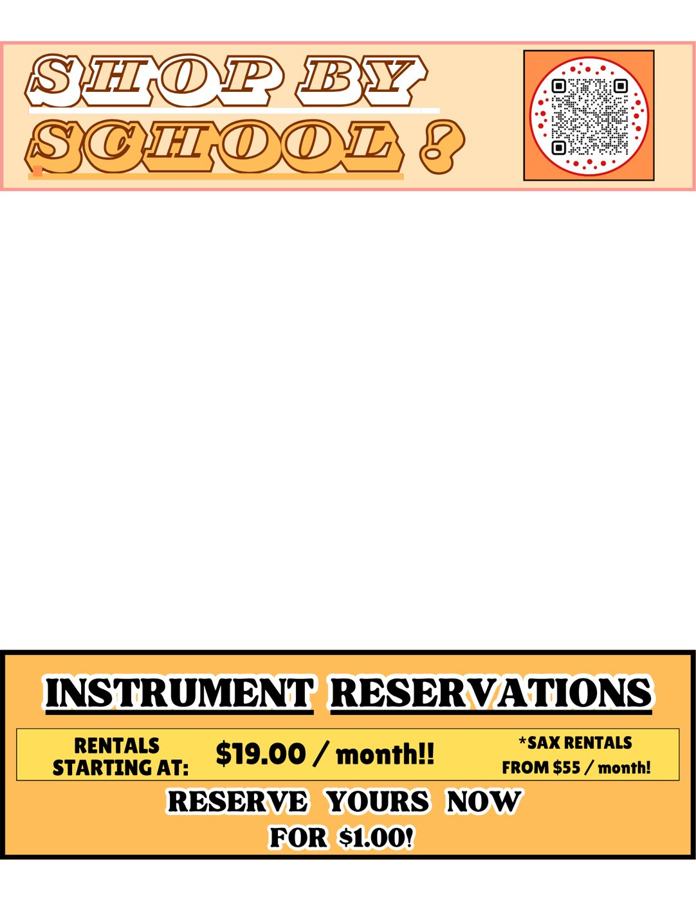 SHOP BY
SCHOOL !
INSTRUMENT RESERVATIONS
RENTALS
STARTING AT:
$19.00 / month!!
*SAX RENTALS
FROM $55 / month!
RESERVE YOURS NOW
FOR $1.00!